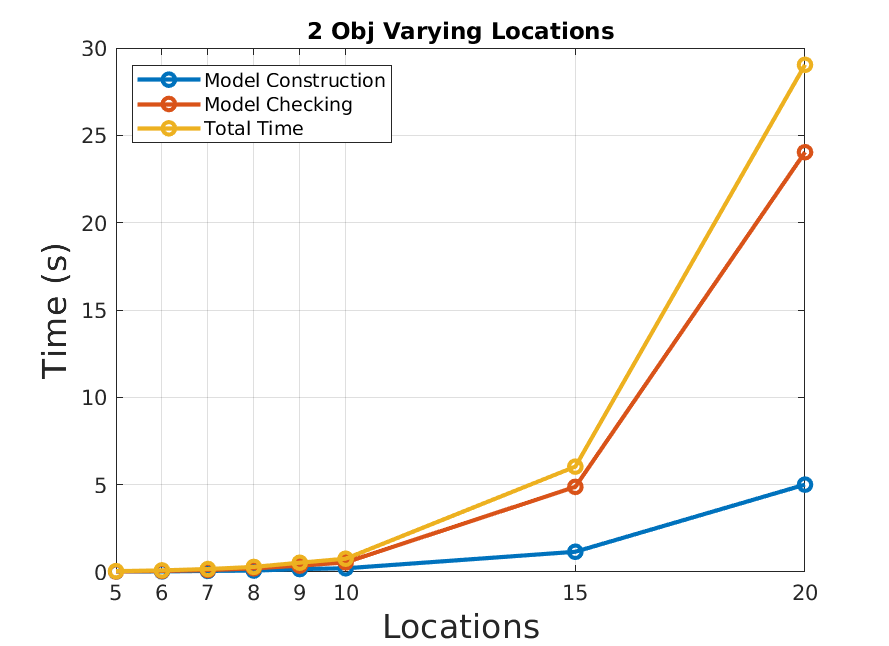 2 Obj Varying Locations
Model Construction
Model Checking
Total Time
Time (s)
30
25
20
15
10
5
0
5 6 7 8 9 10 15 20
Locations